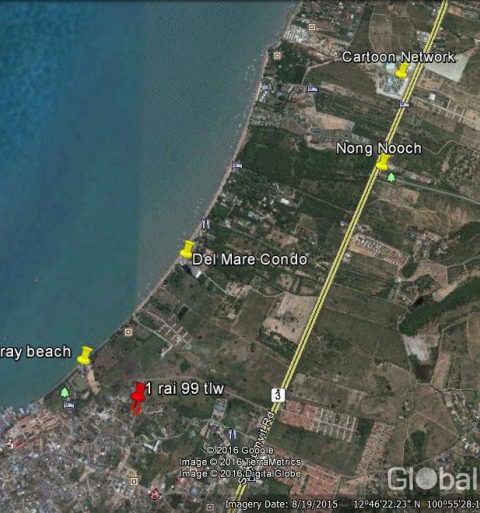 Cartoon Network
Nong Nooch
Del Mare Condo
ray beach
1 rai 99 tlw
3
© 2016 Google
Image © 2016 TerraMetrics
Image © 2016 DigitalGlobe
Global
Imagery Date: 8/19/2015 12°46'22.23" N 100°55'28.1